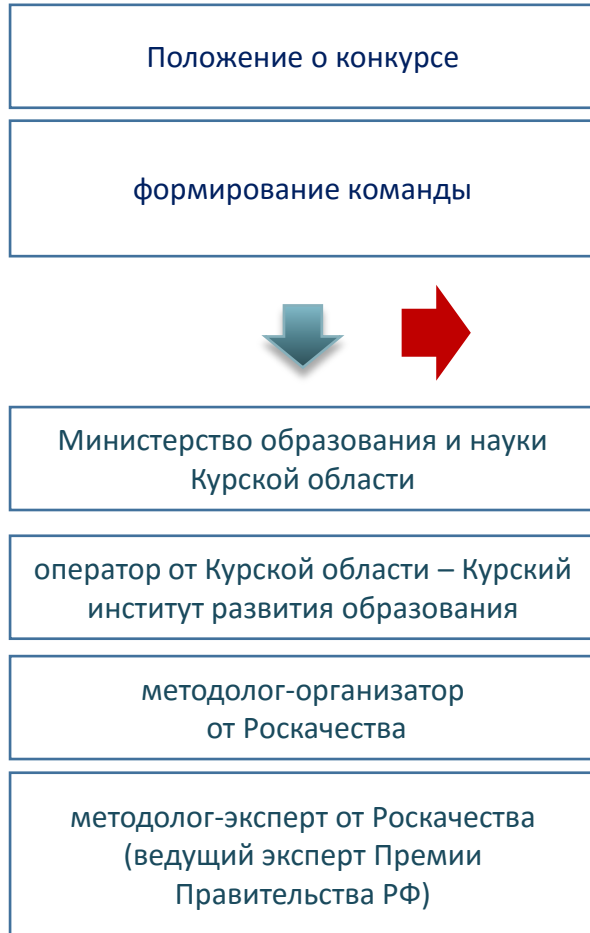 Положение о конкурсе
формирование команды
Министерство образования и науки
Курской области
оператор от Курской области – Курский
институт развития образования
методолог-организатор
от Роскачества
методолог-эксперт от Роскачества
(ведущий эксперт Премии
Правительства РФ)